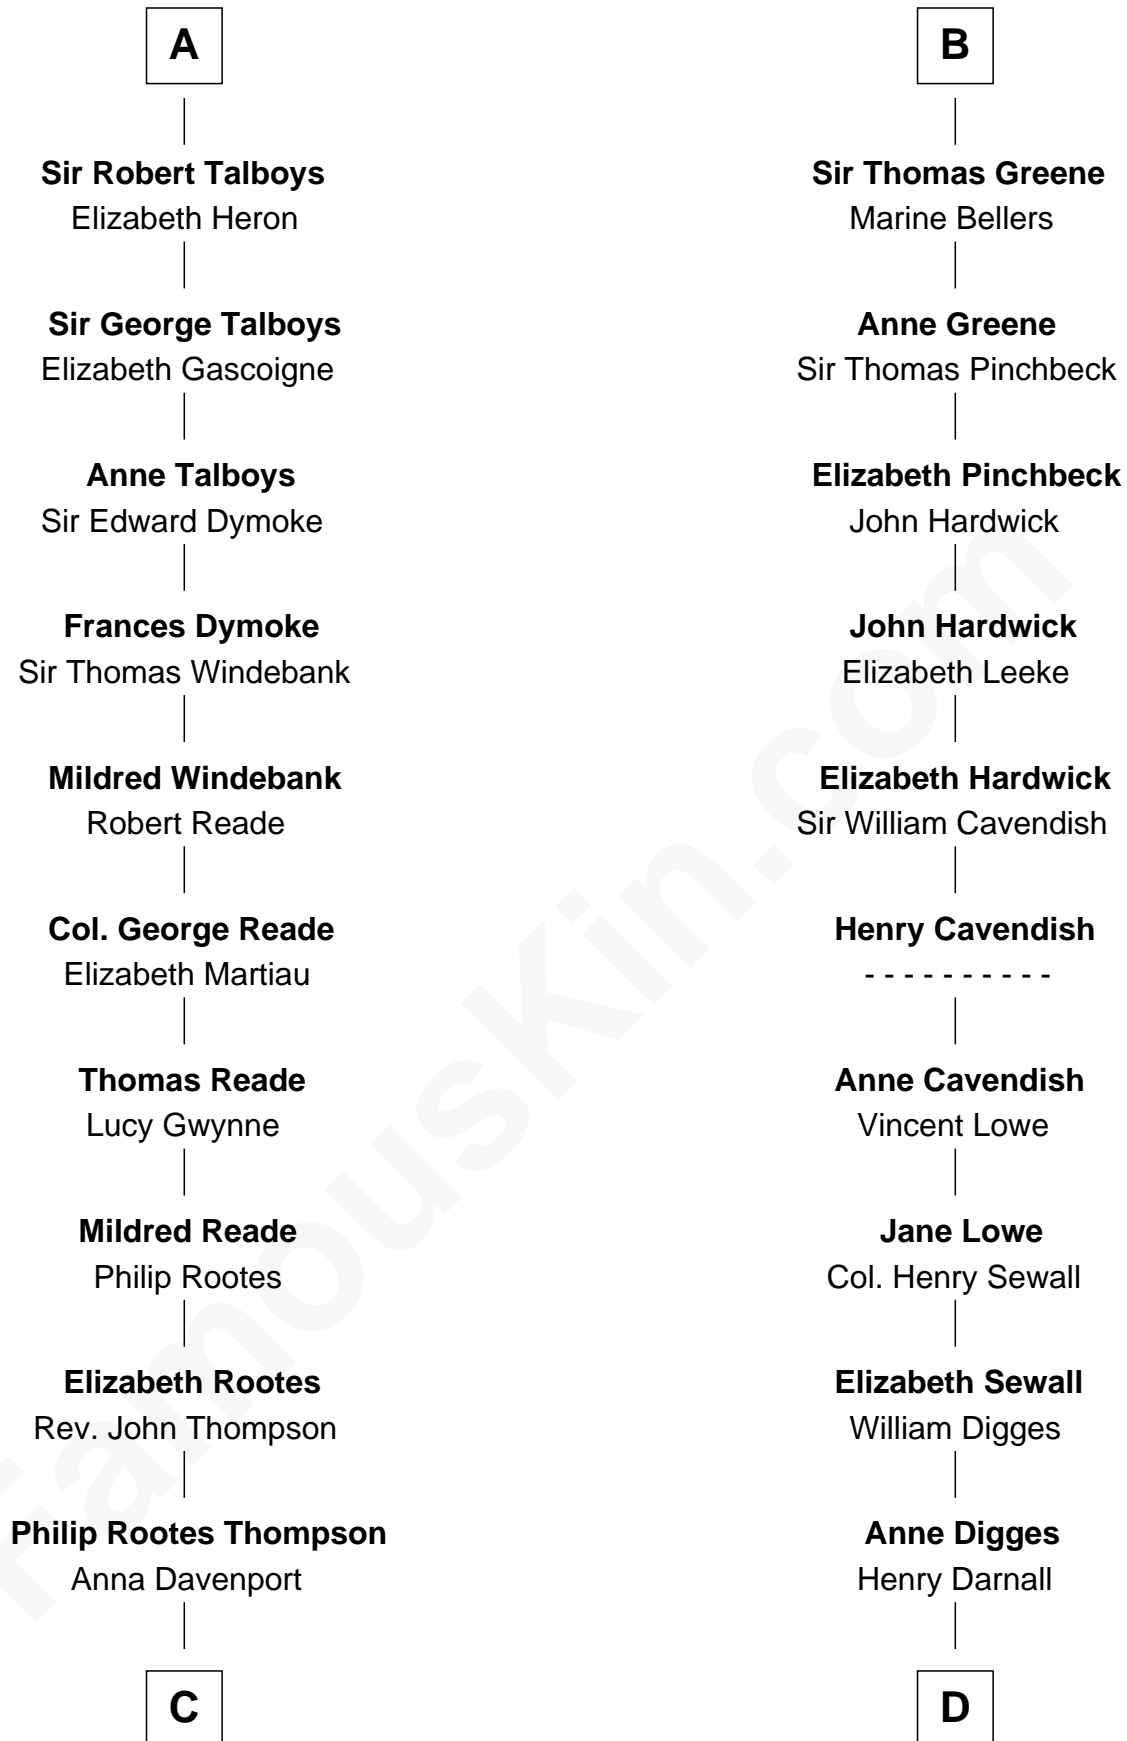 A
Sir Robert Talboys
Elizabeth Heron
Sir George Talboys
Elizabeth Gascoigne
Anne Talboys
Sir Edward Dymoke
Frances Dymoke
Sir Thomas Windebank
Mildred Windebank
Robert Reade
Col. George Reade
Elizabeth Martiau
Thomas Reade
Lucy Gwynne
Mildred Reade
Philip Rootes
Elizabeth Rootes
Rev. John Thompson
Philip Rootes Thompson
Anna Davenport
C
B
Sir Thomas Greene
Marine Bellers
Anne Greene
Sir Thomas Pinchbeck
Elizabeth Pinchbeck
John Hardwick
John Hardwick
Elizabeth Leeke
Elizabeth Hardwick
Sir William Cavendish
Henry Cavendish
- - - - - - - - - -
Anne Cavendish
Vincent Lowe
Jane Lowe
Col. Henry Sewall
Elizabeth Sewall
William Digges
Anne Digges
Henry Darnall
D
FamousKin.com